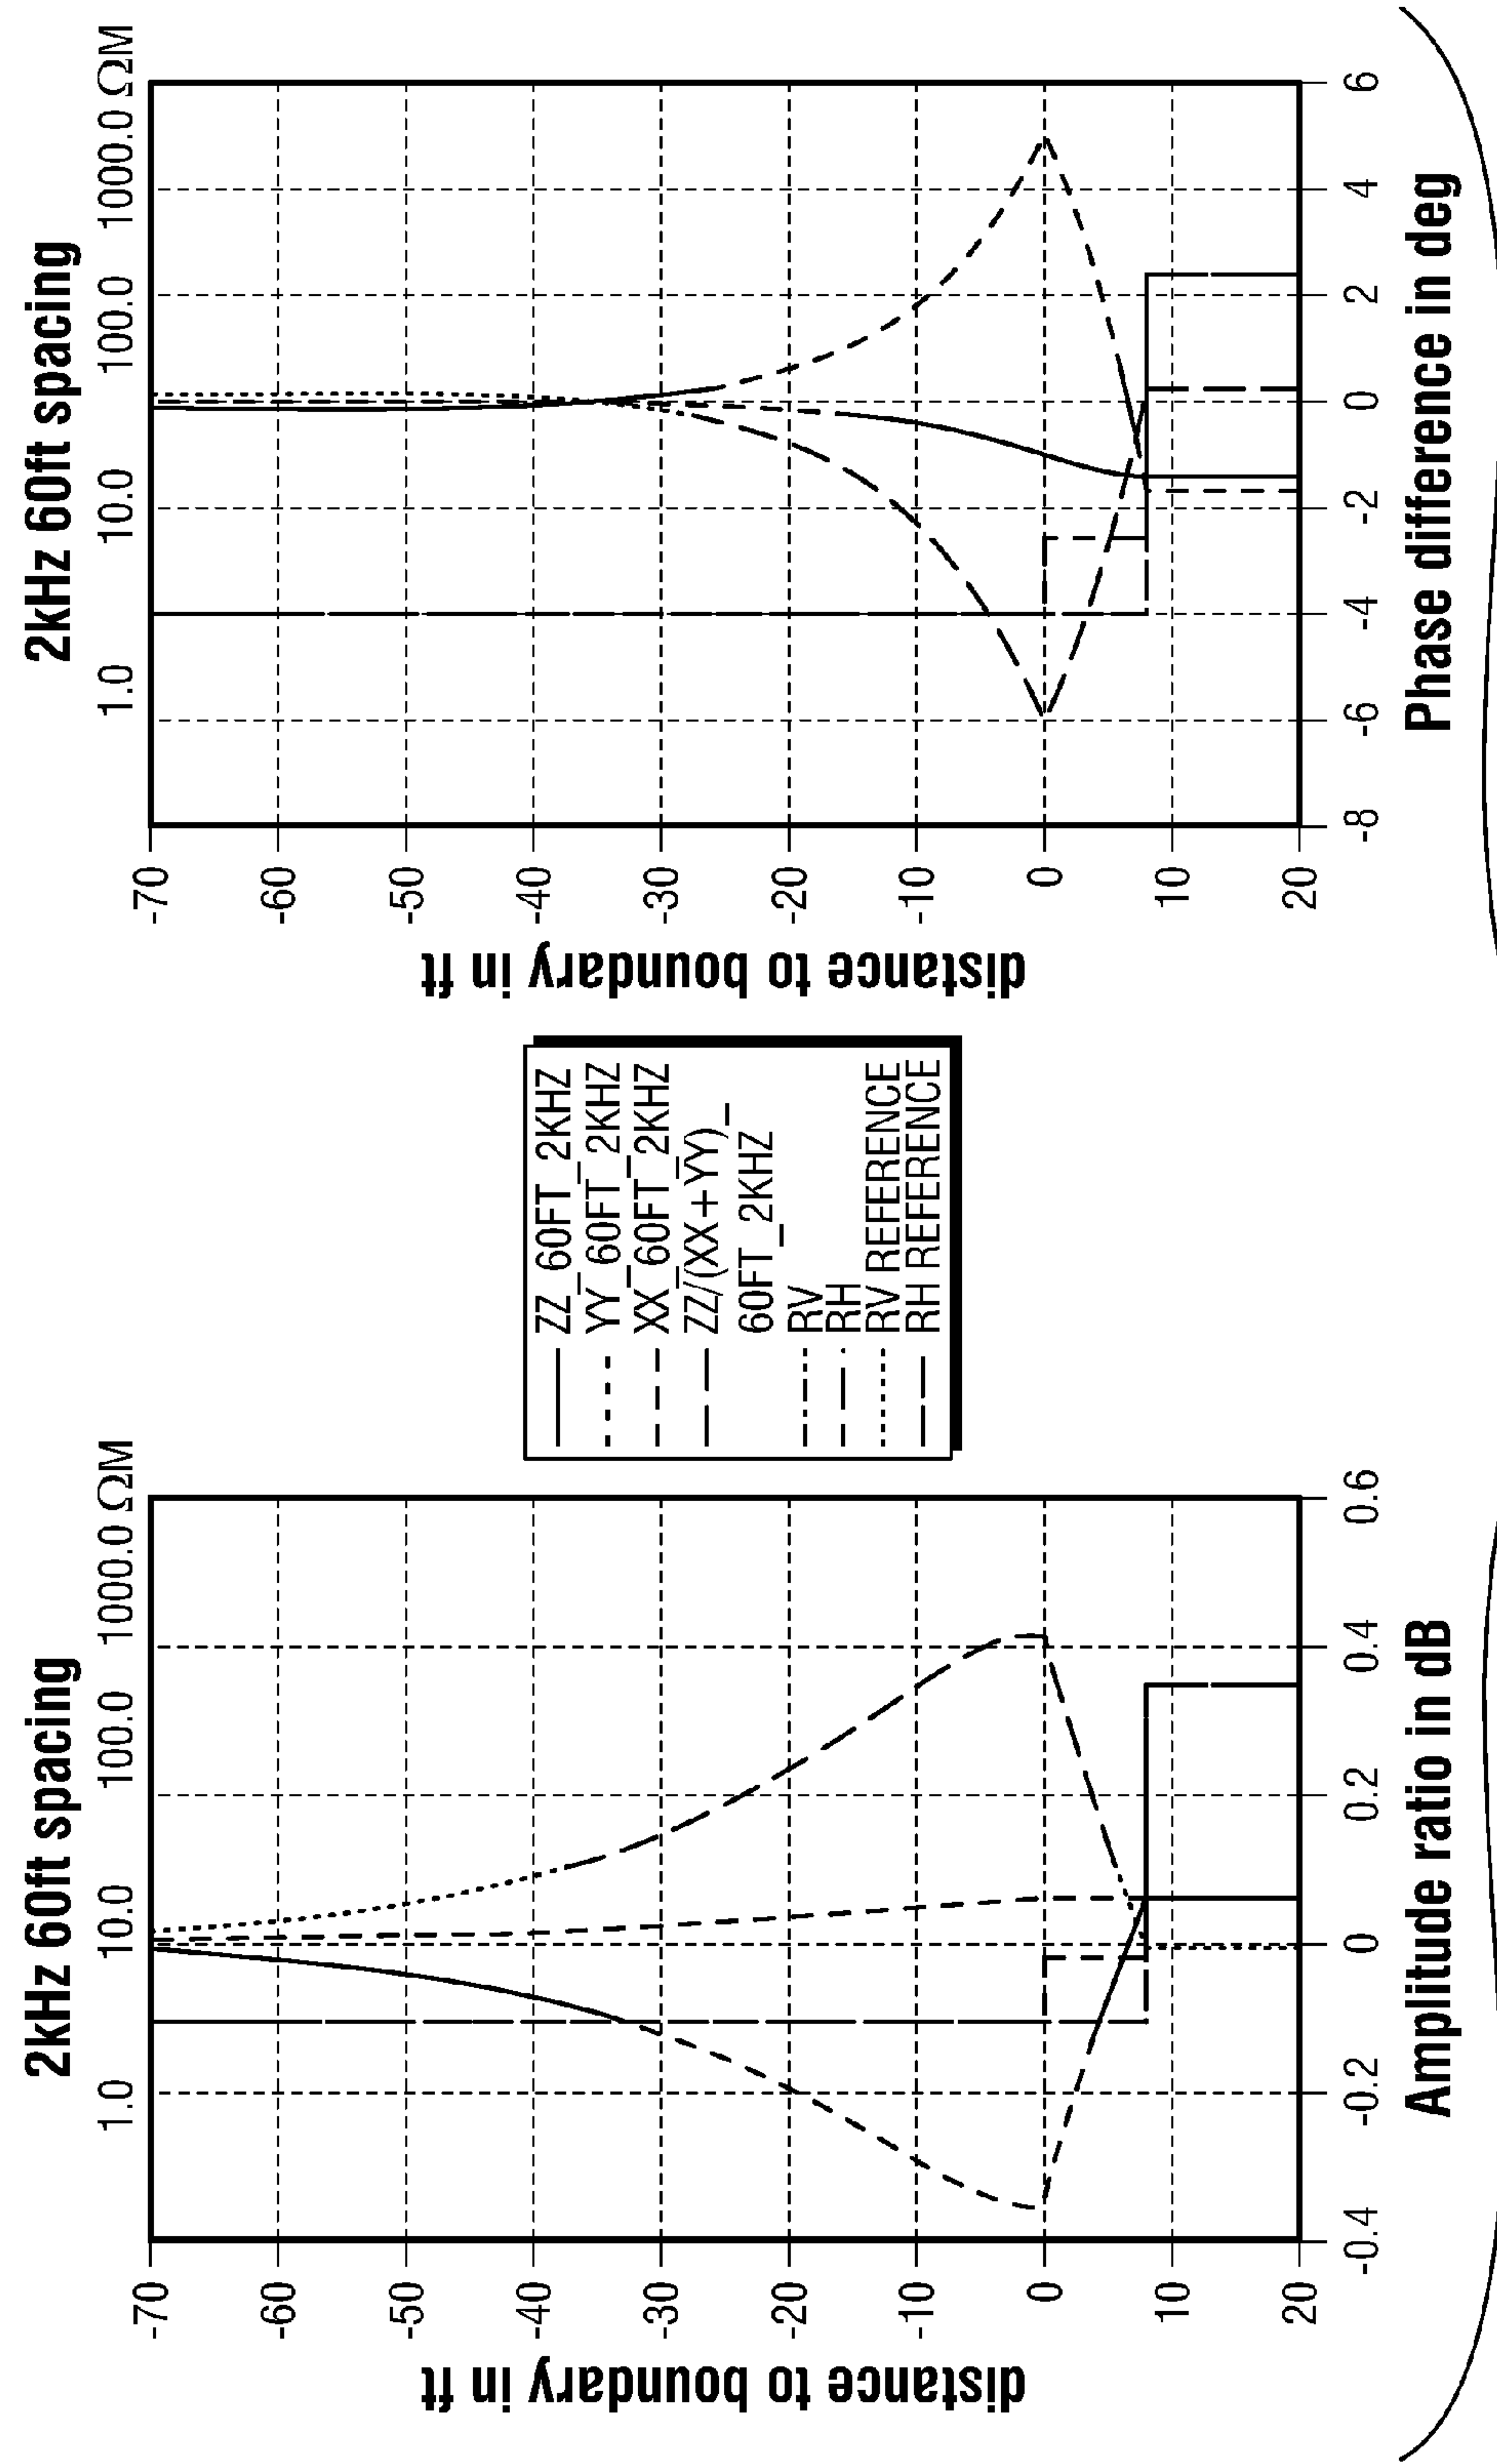 2kHz 60ft spacing
1.0 10.0 100.0 1000.0 ΩM
distance to boundary in ft
-70
-60
-50
-40
-30
-20
-10
0
10
20
-0.4 -0.2 0 0.2 0.4 0.6
Amplitude ratio in dB
ZZ_60FT_2KHZ
YY_60FT_2KHZ
XX_60FT_2KHZ
ZZ/(XX+YY)_
60FT_2KHZ
RV
RH
RV REFERENCE
RH REFERENCE
2kHz 60ft spacing
1.0 10.0 100.0 1000.0 ΩM
distance to boundary in ft
-70
-60
-50
-40
-30
-20
-10
0
10
20
-8 -6 -4 -2 0 2 4 6
Phase difference in deg